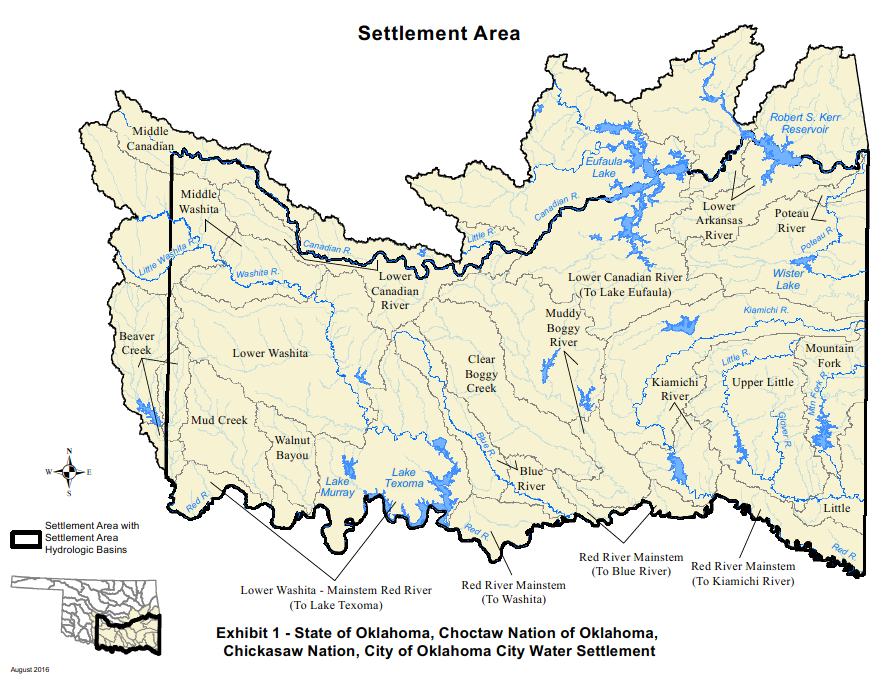 Settlement Area
Middle
Canadian
Robert S. Kerr
Reservoir
Eufaula
Lake
Middle
Washita
Canadian R.
Lower
Arkansas
River
Poteau
River
Little R.
Canadian R.
Poteau R.
Little Washita R.
Washita R.
Lower
Canadian
River
Lower Canadian River
(To Lake Eufaula)
Wister
Lake
Kiamichi R.
Muddy
Boggy
River
Beaver
Creek
Lower Washita
Clear
Boggy
Creek
Little R.
Mountain
Fork
Kiamichi
River
Upper Little
Mtn Fork R.
Glover R.
Mud Creek
Walnut
Bayou
Blue R.
Blue
River
Lake
Murray
Lake
Texoma
N
W
E
S
Red R.
Little
Red R.
Red R.
Settlement Area with
Settlement Area
Hydrologic Basins
Red River Mainstem
(To Blue River)
Red River Mainstem
(To Kiamichi River)
Lower Washita - Mainstem Red River
(To Lake Texoma)
Red River Mainstem
(To Washita)
Exhibit 1 - State of Oklahoma, Choctaw Nation of Oklahoma,
Chickasaw Nation, City of Oklahoma City Water Settlement
August 2016